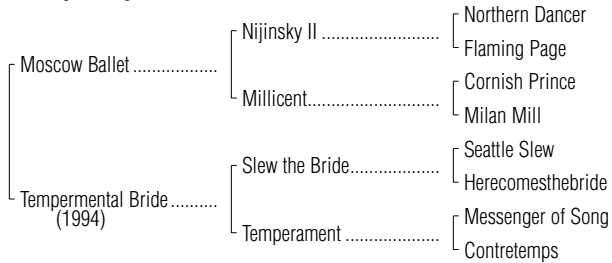 Northern Dancer
Nijinsky II ........................
Flaming Page
Moscow Ballet .................
Cornish Prince
Millicent...........................
Milan Mill
Seattle Slew
Slew the Bride..................
Herecomesthebride
Tempermental Bride..........
(1994)
Messenger of Song
Temperament ...................
Contretemps